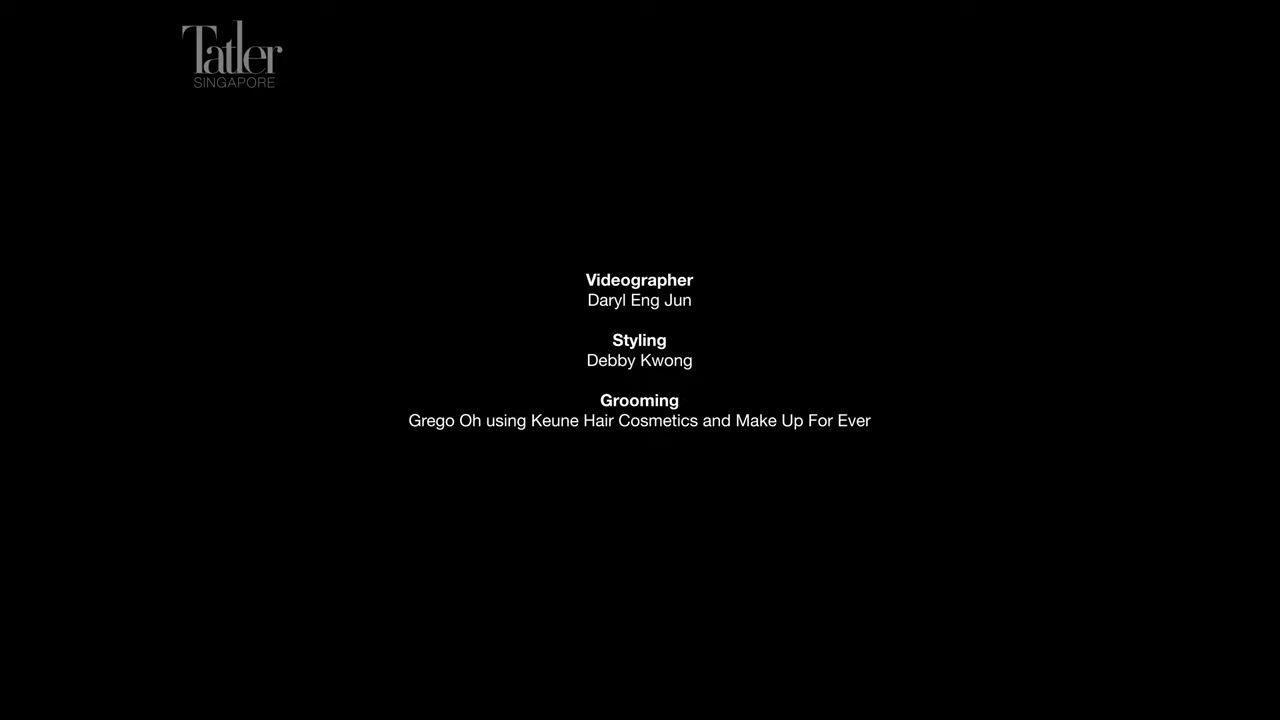 Tatler
SINGAPORE
Videographer
Daryl Eng Jun
Styling
Debby Kwong
Grooming
Grego Oh using Keune Hair Cosmetics and Make Up For Ever